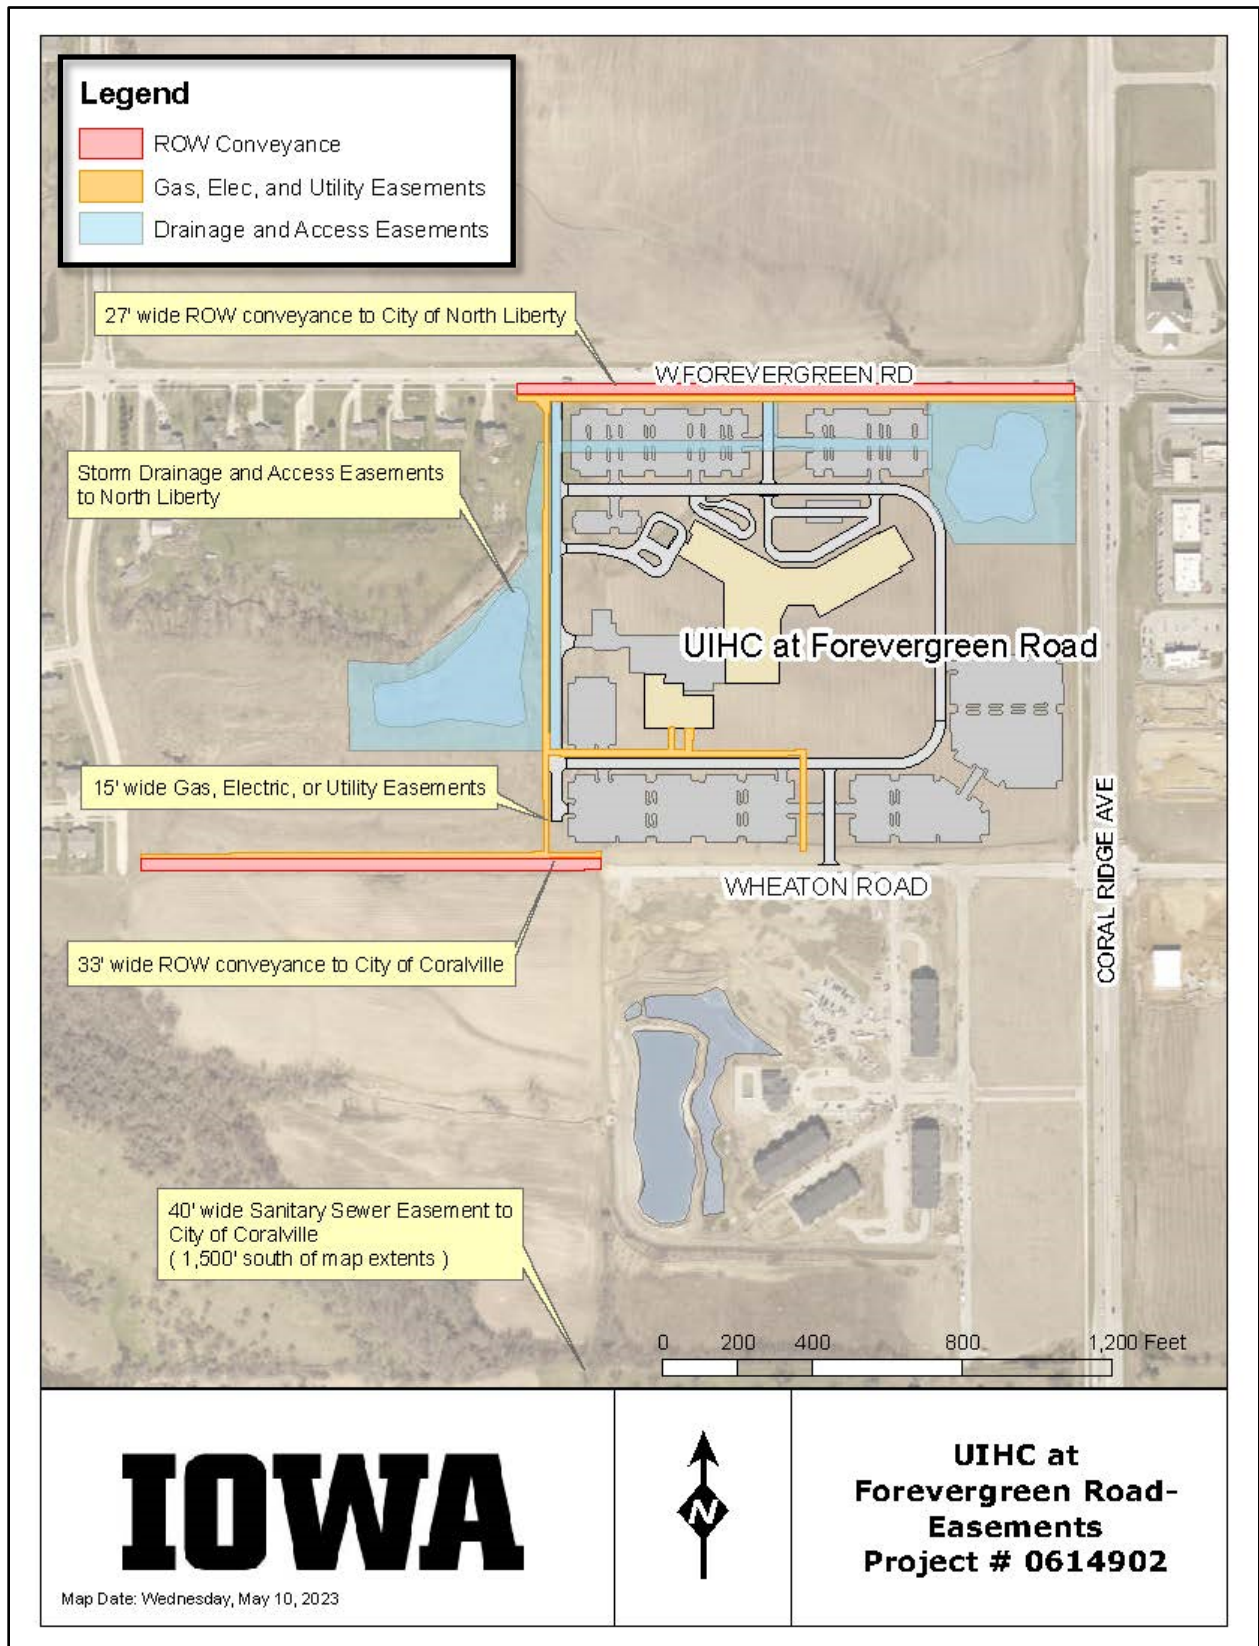 Legend
ROW Conveyance
Gas, Elec, and Utility Easements
Drainage and Access Easements
27' wide ROW conveyance to City of North Liberty
W FOREVERGREEN RD
Storm Drainage and Access Easements
to North Liberty
UIHC at Forevergreen Road
15' wide Gas, Electric, or Utility Easements
CORAL RIDGE AVE
WHEATON ROAD
33' wide ROW conveyance to City of Coralville
40' wide Sanitary Sewer Easement to
City of Coralville
( 1,500' south of map extents )
0 200 400 800 1,200 Feet
IOWA
Map Date: Wednesday, May 10, 2023
N
UIHC at
Forevergreen Road-
Easements
Project # 0614902